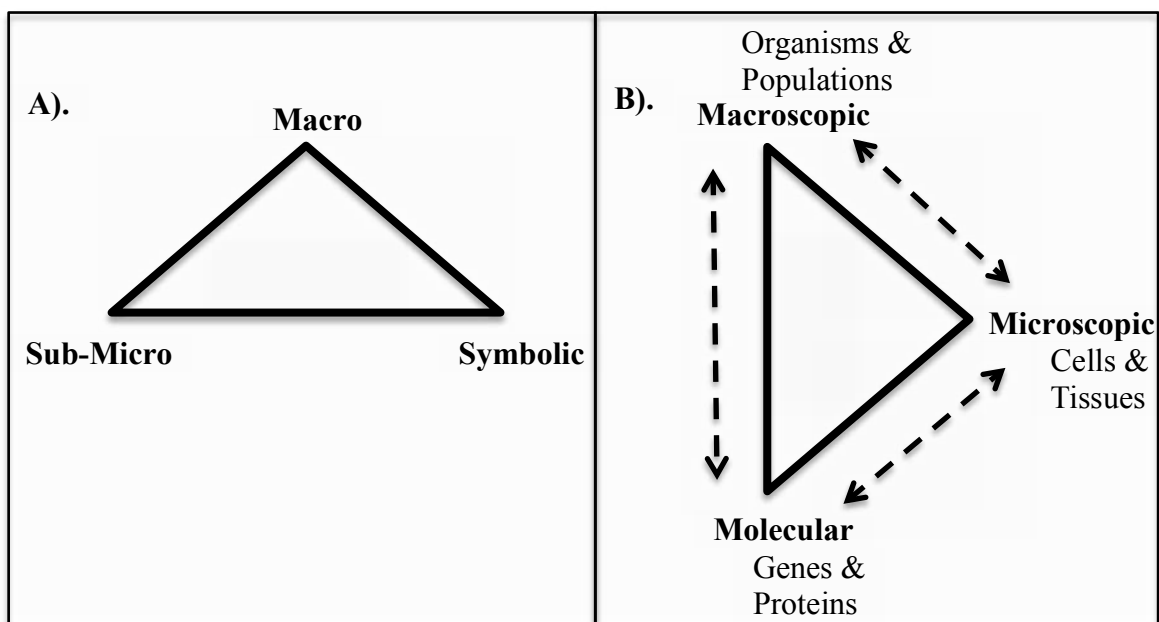 A).
Macro
Sub-Micro
Symbolic
B).
Organisms &
Populations
Macroscopic
Microscopic
Cells &
Tissues
Molecular
Genes &
Proteins